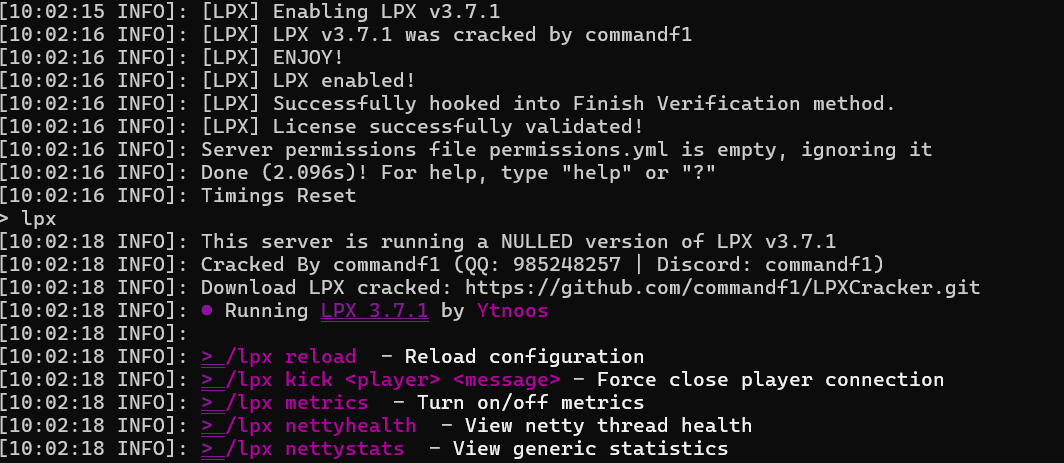 [10:02:15 INFO]: [LPX] Enabling LPX v3.7.1
[10:02:16 INFO]: [LPX] LPX v3.7.1 was cracked by commandf1
[10:02:16 INFO]: [LPX] ENJOY!
[10:02:16 INFO]: [LPX] LPX enabled!
[10:02:16 INFO]: [LPX] Successfully hooked into Finish Verification method.
[10:02:16 INFO]: [LPX] License successfully validated!
[10:02:16 INFO]: Server permissions file permissions.yml is empty, ignoring it
[10:02:16 INFO]: Done (2.096s)! For help, type "help" or "?"
[10:02:16 INFO]: Timings Reset
> lpx
[10:02:18 INFO]: This server is running a NULLED version of LPX v3.7.1
[10:02:18 INFO]: Cracked By commandf1 (QQ: 985248257 | Discord: commandf1)
[10:02:18 INFO]: Download LPX cracked: https://github.com/commandf1/LPXCracker.git
[10:02:18 INFO]: ● Running LPX 3.7.1 by Ytnoos
[10:02:18 INFO]:
[10:02:18 INFO]: >_/lpx reload  - Reload configuration
[10:02:18 INFO]: >_/lpx kick <player> <message> - Force close player connection
[10:02:18 INFO]: >_/lpx metrics  - Turn on/off metrics
[10:02:18 INFO]: >_/lpx nettyhealth  - View netty thread health
[10:02:18 INFO]: >_/lpx nettystats  - View generic statistics